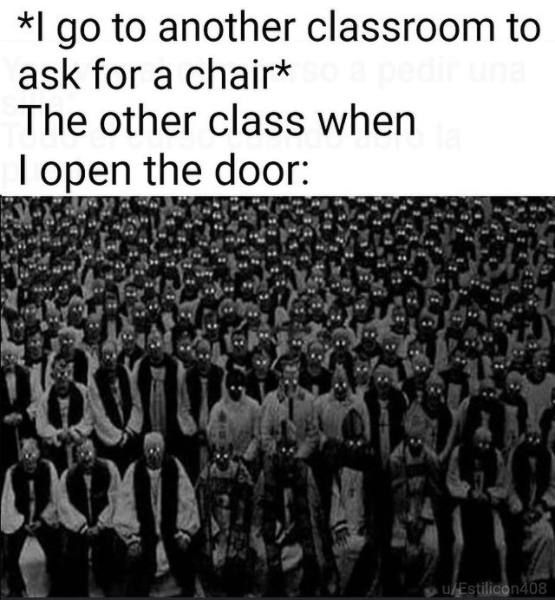 *I go to another classroom to
ask for a chair*
The other class when
I open the door:
u/Estilicon408